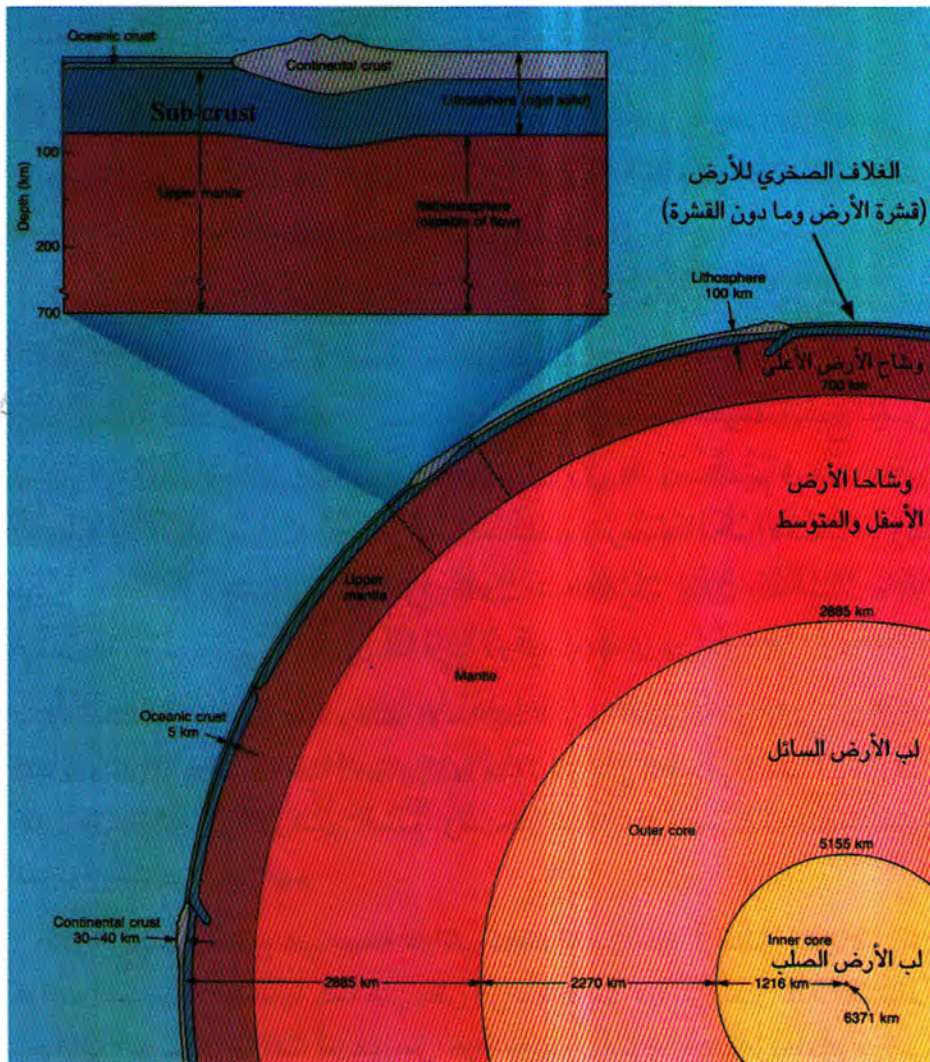 Oceanic crust
Continental crust
Lithosphere (rigid solid)
Sub-crust
100
Depth (km)
Upper mantle
Asthenosphere
(capable of flow)
200
700
الغلاف الصخري للأرض
(قشرة الأرض وما دون القشرة)
Lithosphere
100 km
وشاح الأرض الأعلى
700 km
وشاحا الأرض
الأسفل والمتوسط
Upper
mantle
2885 km
Mantle
Oceanic crust
5 km
لب الأرض السائل
Outer core
5155 km
Continental crust
30–40 km
Inner core
لب الأرض الصلب
2885 km
2270 km
1216 km
6371 km